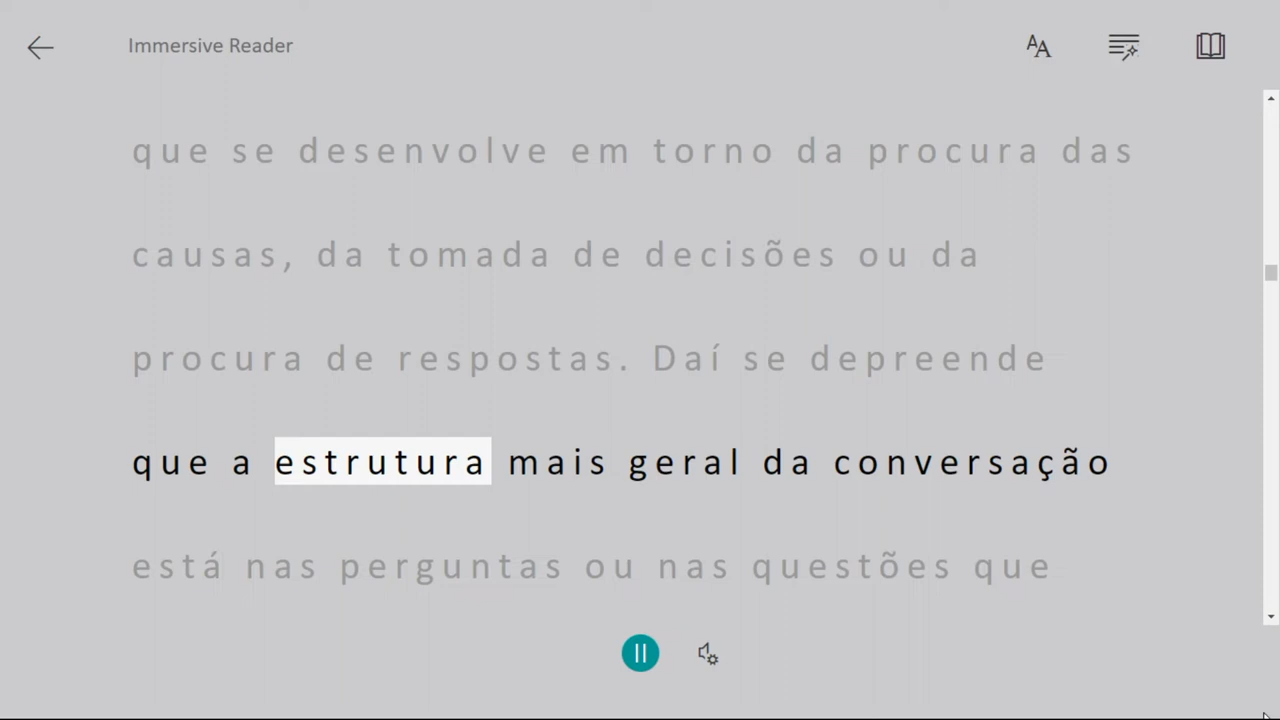 Immersive Reader
que se desenvolve em torno da procura das
causas, da tomada de decisões ou da
procura de respostas. Daí se depreende
que a estrutura mais geral da conversação
está nas perguntas ou nas questões que